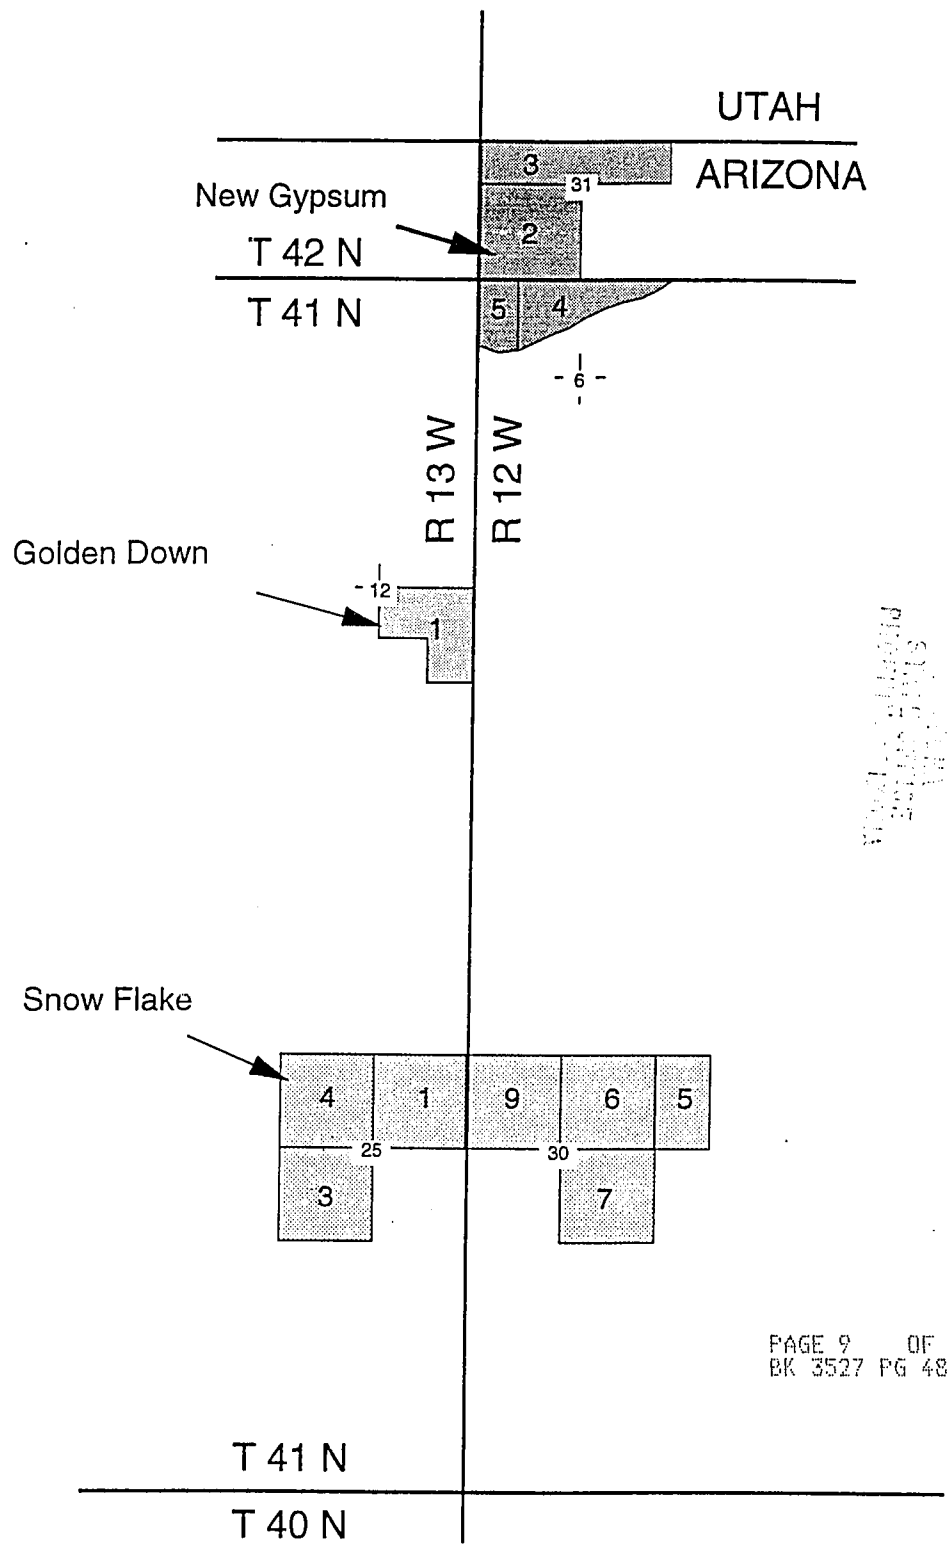 UTAH
3
ARIZONA
31
New Gypsum
2
T 42 N
T 41 N
5 4
6
R 13 W
R 12 W
Golden Down
12
1
Snow Flake
4 1 9 6 5
25 30
3 7
PAGE 9 OF
BK 3527 PG 48
T 41 N
T 40 N